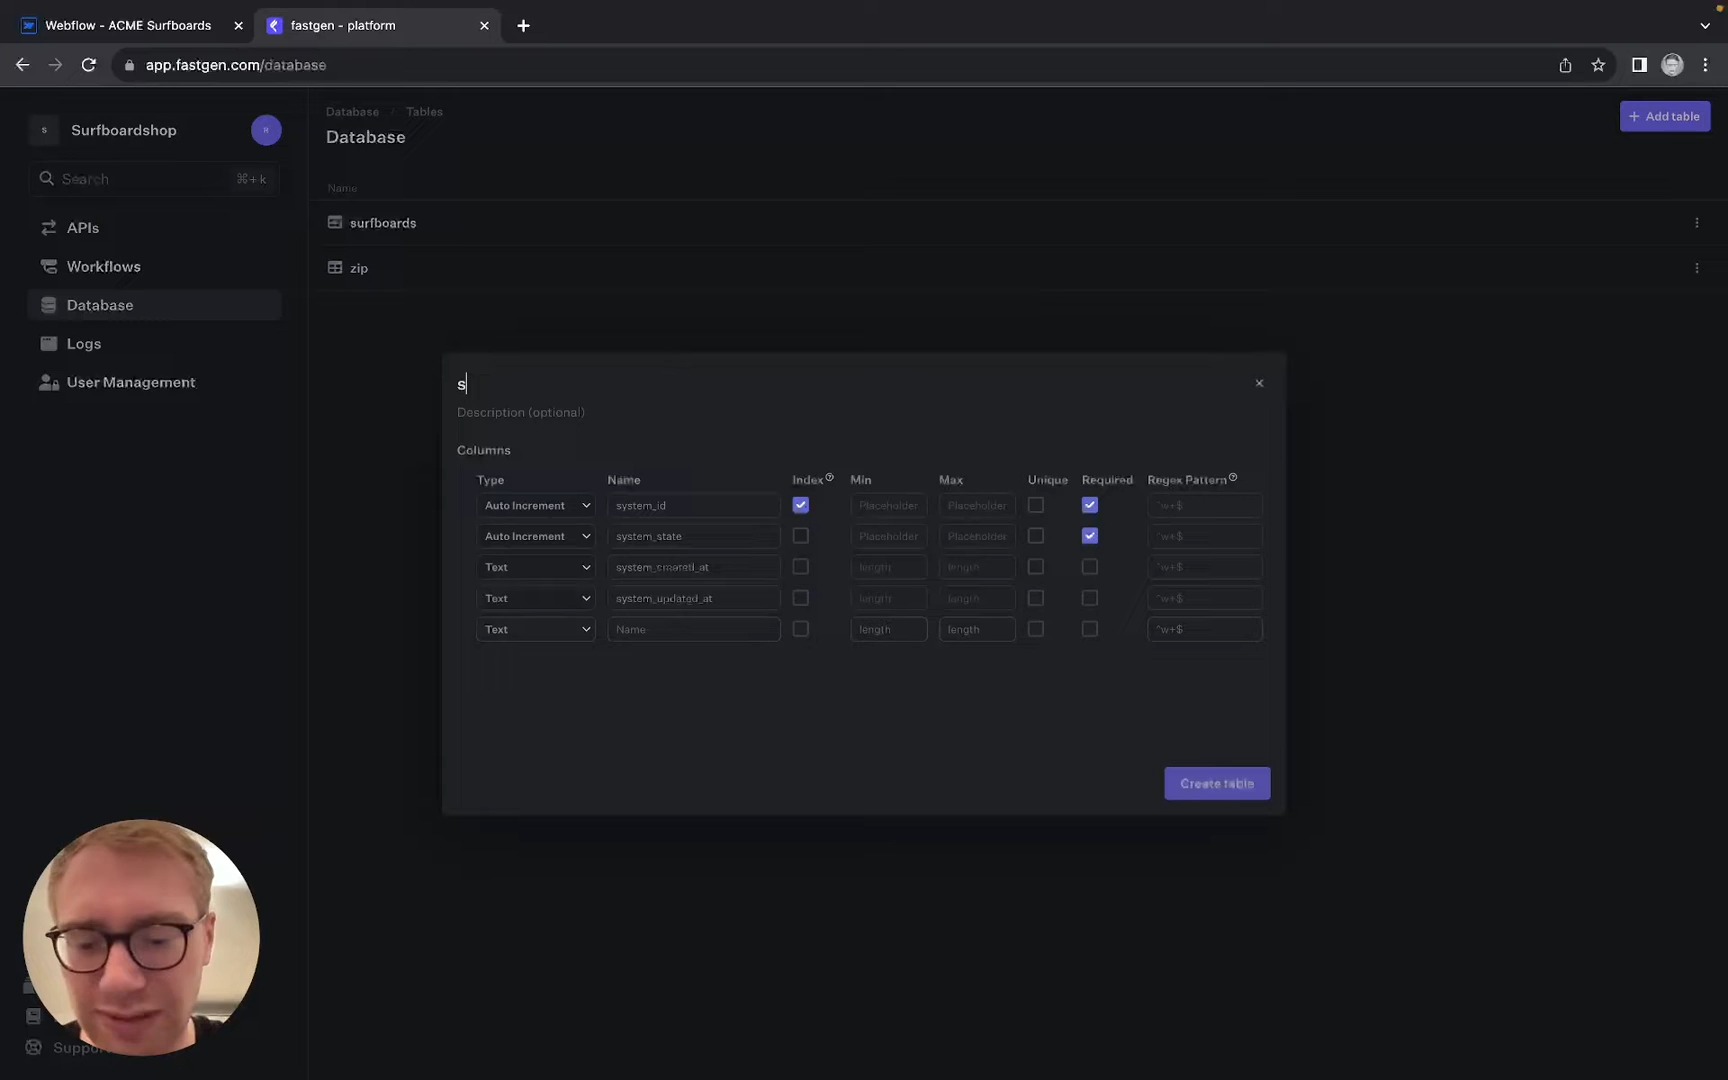 Webflow - ACME Surfboards
fastgen - platform
app.fastgen.com/database
S Surfboardshop
Search ⌘+ k
APIs
Workflows
Database
Logs
User Management
Database / Tables
Database
+ Add table
Name
surfboards
zip
s
Description (optional)
Columns
Type Name Index Min Max Unique Required Regex Pattern
Auto Increment system_id Placeholder Placeholder ^w+$
Auto Increment system_state Placeholder Placeholder ^w+$
Text system_created_at length length ^w+$
Text system_updated_at length length ^w+$
Text Name length length ^w+$
Create table